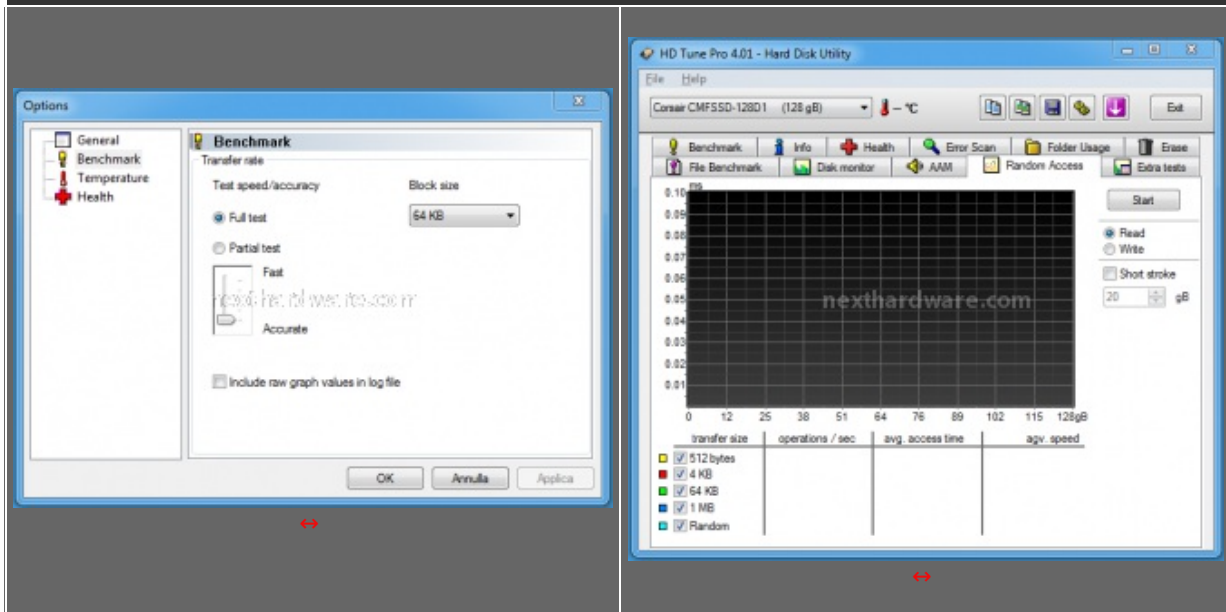 Options
General
Benchmark
Temperature
Health
Benchmark
Transfer rate
Test speed/accuracy
Block size
Full test
64 KB
Partial test
Fast
nexthardware.com
Accurate
Include raw graph values in log file
OK
Annulla
Applica
↔
HD Tune Pro 4.01 - Hard Disk Utility
File Help
Corsair CMFSSD-128D1 (128 gB)
– °C
Exit
Benchmark Info Health Error Scan Folder Usage Erase
File Benchmark Disk monitor AAM Random Access Extra tests
ms
0.10
0.09
0.08
0.07
0.06
0.05
0.04
0.03
0.02
0.01
nexthardware.com
0 12 25 38 51 64 76 89 102 115 128gB
Start
Read
Write
Short stroke
20 gB
transfer size operations / sec avg. access time agv. speed
512 bytes
4 KB
64 KB
1 MB
Random
↔